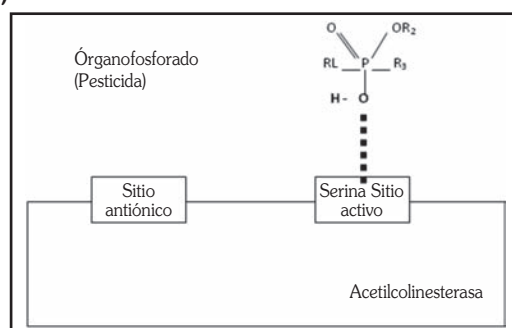 )
Órganofosforado
(Pesticida)
O OR₂
RL P R₃
H - O
Sitio
antiónico
Serina Sitio
activo
Acetilcolinesterasa